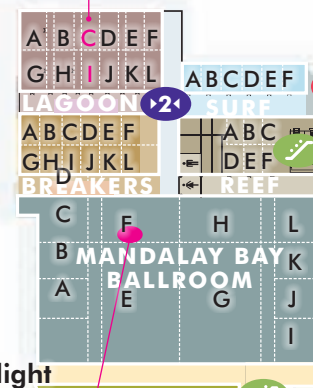 A B C D E F
G H I J K L
LAGOON
2
A B C D E F
SURF
A B C D E F
G H I J K L
BREAKERS
A B C
D E F
REEF
D
C
B
A
F
H
L
MANDALAY BAY
BALLROOM
K
E
G
J
I
light